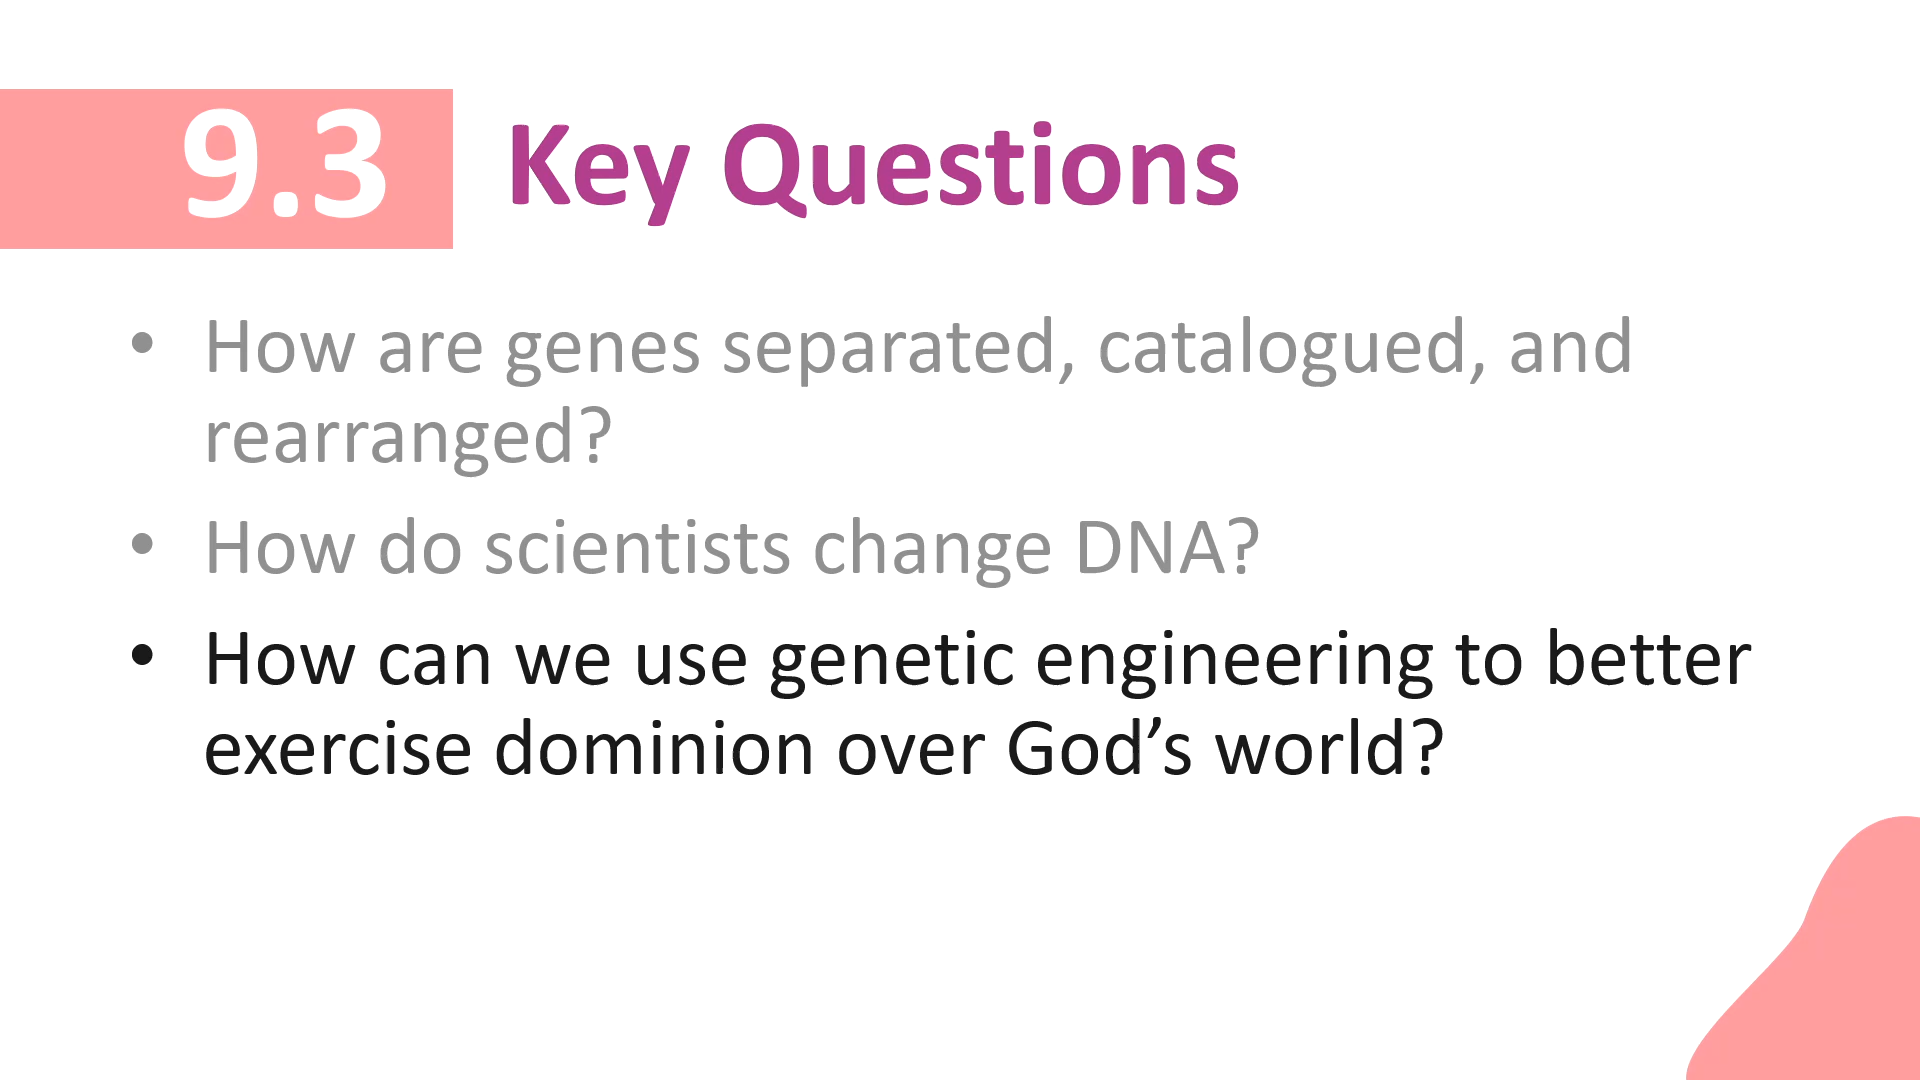 9.3 Key Questions
• How are genes separated, catalogued, and
rearranged?
• How do scientists change DNA?
• How can we use genetic engineering to better
exercise dominion over God’s world?